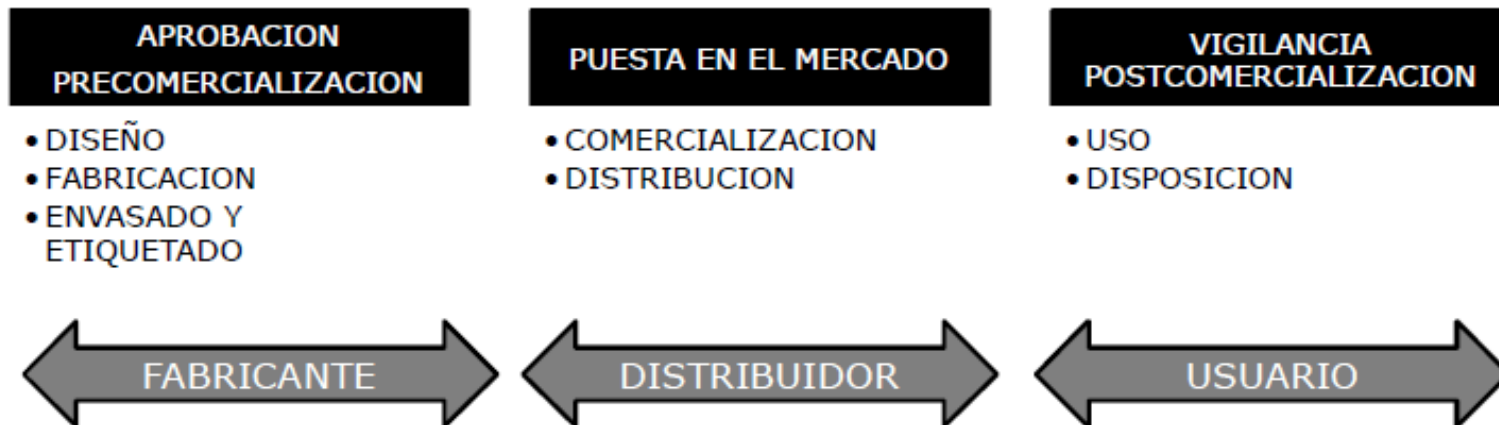 APROBACION
PRECOMERCIALIZACION
• DISEÑO
• FABRICACION
• ENVASADO Y
ETIQUETADO
FABRICANTE
PUESTA EN EL MERCADO
• COMERCIALIZACION
• DISTRIBUCION
DISTRIBUIDOR
VIGILANCIA
POSTCOMERCIALIZACION
• USO
• DISPOSICION
USUARIO